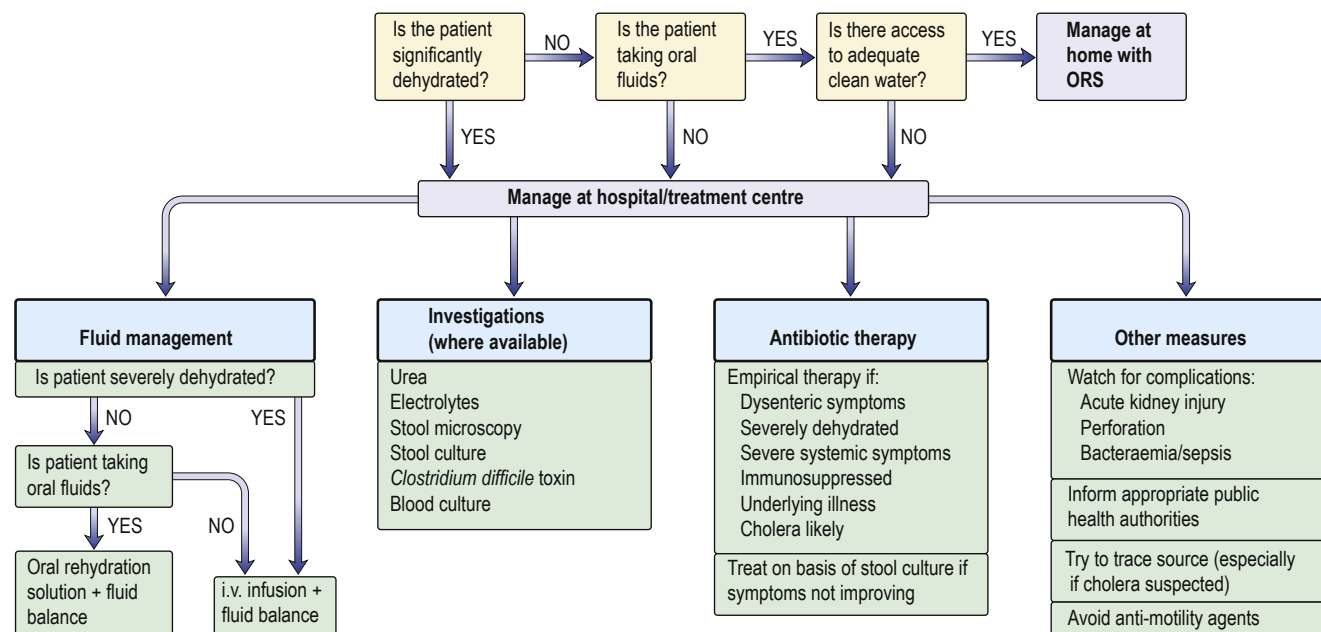 Is the patient
significantly
dehydrated?
NO
Is the patient
taking oral
fluids?
YES
Is there access
to adequate
clean water?
YES
Manage at
home with
ORS
YES
NO
NO
Manage at hospital/treatment centre
Fluid management
Is patient severely dehydrated?
NO
YES
Is patient taking
oral fluids?
YES
NO
Oral rehydration
solution + fluid
balance
i.v. infusion +
fluid balance
Investigations
(where available)
Urea
Electrolytes
Stool microscopy
Stool culture
Clostridium difficile toxin
Blood culture
Antibiotic therapy
Empirical therapy if:
Dysenteric symptoms
Severely dehydrated
Severe systemic symptoms
Immunosuppressed
Underlying illness
Cholera likely
Treat on basis of stool culture if
symptoms not improving
Other measures
Watch for complications:
Acute kidney injury
Perforation
Bacteraemia/sepsis
Inform appropriate public
health authorities
Try to trace source (especially
if cholera suspected)
Avoid anti-motility agents